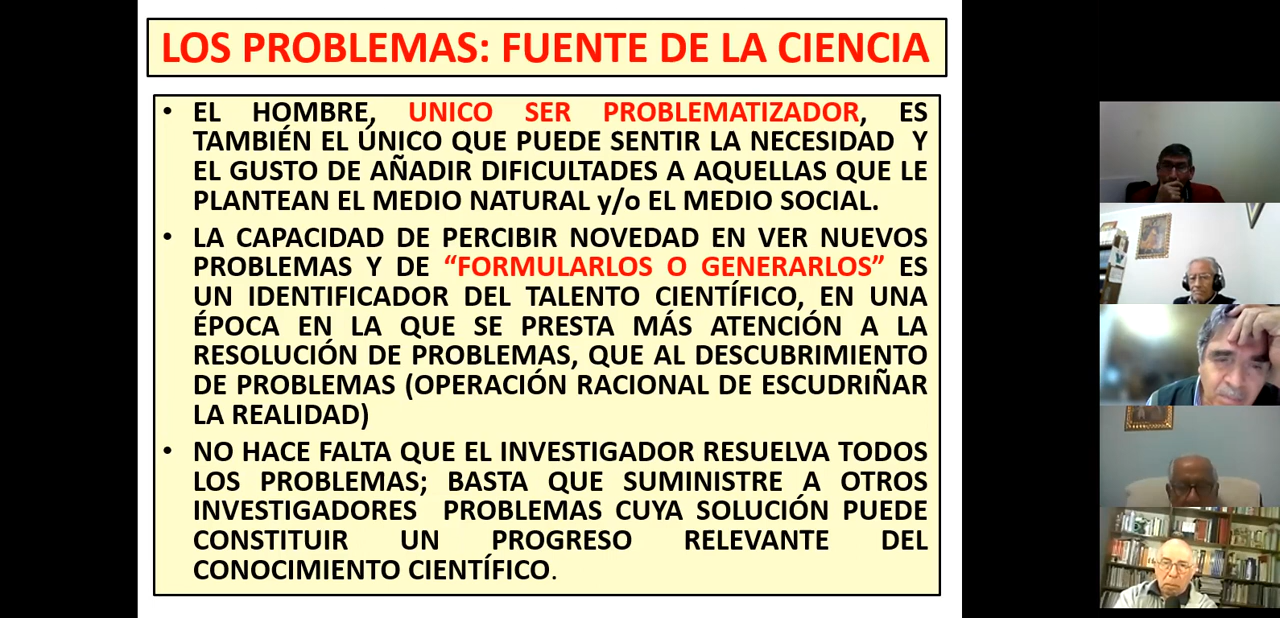 LOS PROBLEMAS: FUENTE DE LA CIENCIA
• EL HOMBRE, UNICO SER PROBLEMATIZADOR, ES
TAMBIÉN EL ÚNICO QUE PUEDE SENTIR LA NECESIDAD Y
EL GUSTO DE AÑADIR DIFICULTADES A AQUELLAS QUE LE
PLANTEAN EL MEDIO NATURAL y/o EL MEDIO SOCIAL.
• LA CAPACIDAD DE PERCIBIR NOVEDAD EN VER NUEVOS
PROBLEMAS Y DE “FORMULARLOS O GENERARLOS” ES
UN IDENTIFICADOR DEL TALENTO CIENTÍFICO, EN UNA
ÉPOCA EN LA QUE SE PRESTA MÁS ATENCIÓN A LA
RESOLUCIÓN DE PROBLEMAS, QUE AL DESCUBRIMIENTO
DE PROBLEMAS (OPERACIÓN RACIONAL DE ESCUDRIÑAR
LA REALIDAD)
• NO HACE FALTA QUE EL INVESTIGADOR RESUELVA TODOS
LOS PROBLEMAS; BASTA QUE SUMINISTRE A OTROS
INVESTIGADORES PROBLEMAS CUYA SOLUCIÓN PUEDE
CONSTITUIR UN PROGRESO RELEVANTE DEL
CONOCIMIENTO CIENTÍFICO.